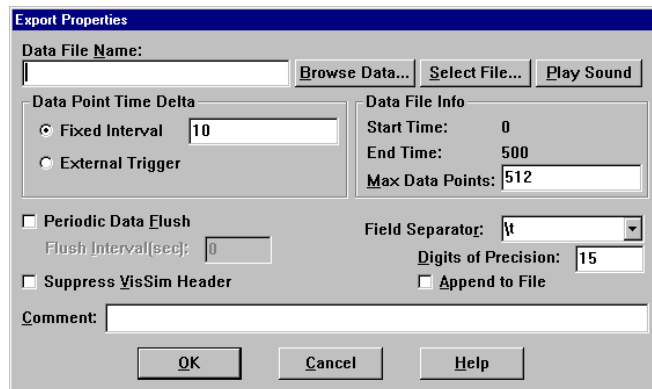 Export Properties
Data File Name:
Browse Data... Select File... Play Sound
Data Point Time Delta
Fixed Interval 10
External Trigger
Data File Info
Start Time: 0
End Time: 500
Max Data Points: 512
Periodic Data Flush
Flush Interval(sec): 0
Suppress VisSim Header
Field Separator: \t
Digits of Precision: 15
Append to File
Comment:
OK Cancel Help